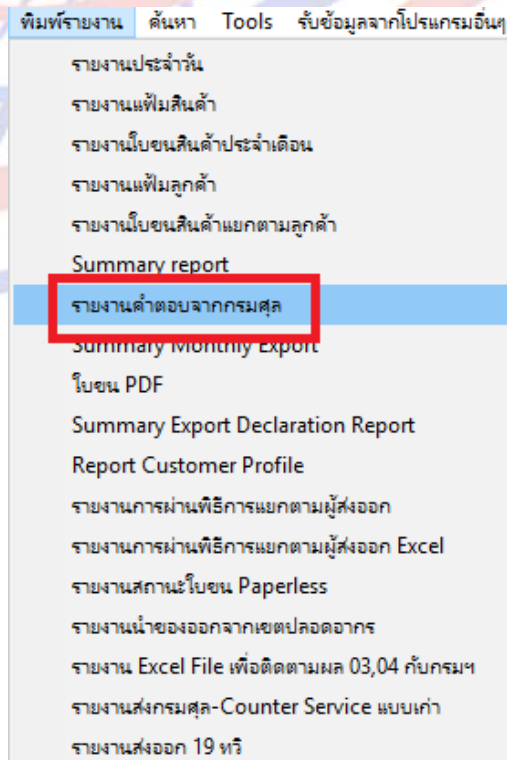 พิมพ์รายงาน ค้นหา Tools รับข้อมูลจากโปรแกรมอื่นๆ
รายงานประจำวัน
รายงานแฟ้มสินค้า
รายงานใบขนสินค้าประจำเดือน
รายงานแฟ้มลูกค้า
รายงานใบขนสินค้าแยกตามลูกค้า
Summary report
รายงานคำตอบจากกรมศุล
Summary Monthly Export
ใบขน PDF
Summary Export Declaration Report
Report Customer Profile
รายงานการผ่านพิธีการแยกตามผู้ส่งออก
รายงานการผ่านพิธีการแยกตามผู้ส่งออก Excel
รายงานสถานะใบขน Paperless
รายงานนำของออกจากเขตปลอดอากร
รายงาน Excel File เพื่อติดตามผล 03,04 กับกรมฯ
รายงานส่งกรมศุล-Counter Service แบบเก่า
รายงานส่งออก 19 ทวิ